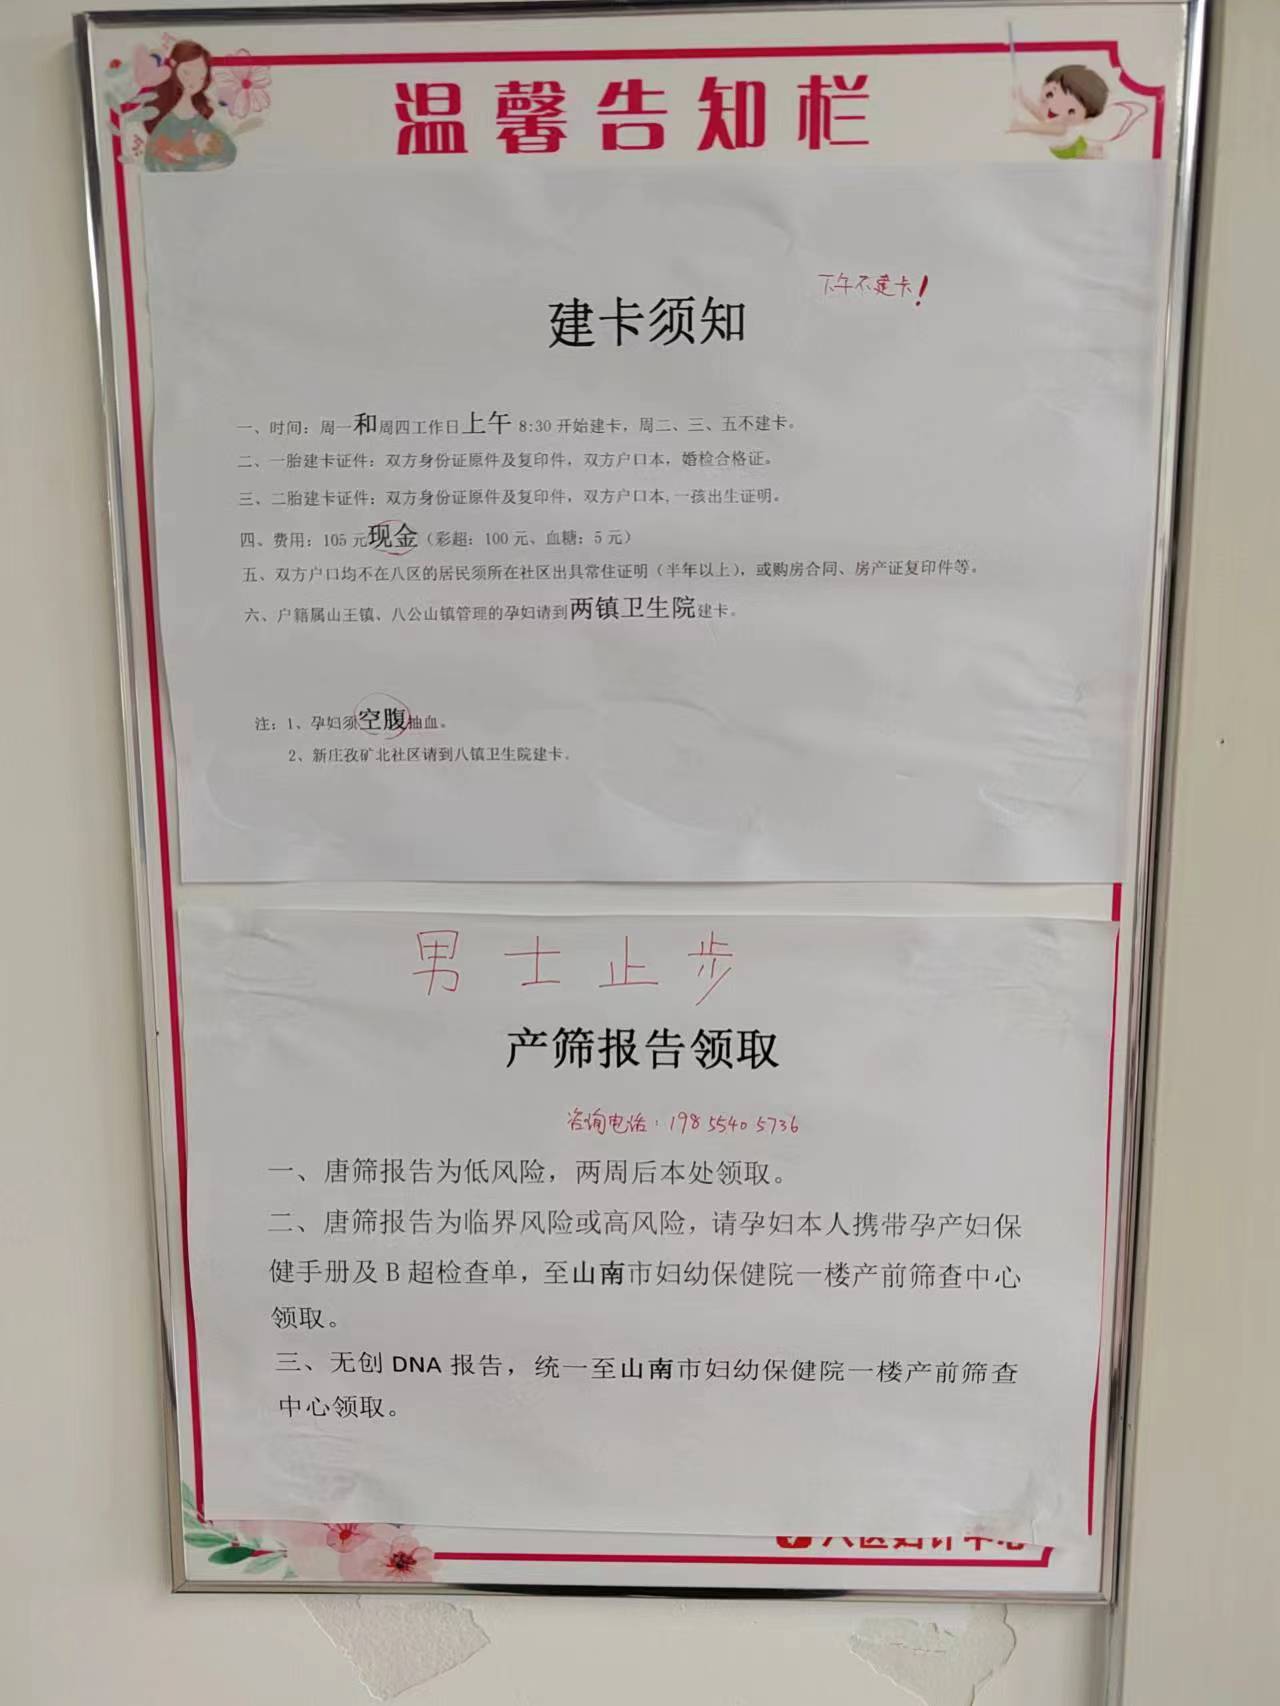 温馨告知栏
下午不建卡！
建卡须知
一、时间：周一和周四工作日上午 8:30 开始建卡，周二、三、五不建卡。
二、一胎建卡证件：双方身份证原件及复印件，双方户口本，婚检合格证。
三、二胎建卡证件：双方身份证原件及复印件，双方户口本,一孩出生证明。
四、费用：105 元现金（彩超：100 元、血糖：5 元）
五、双方户口均不在八区的居民须所在社区出具常住证明（半年以上），或购房合同、房产证复印件等。
六、户籍属山王镇、八公山镇管理的孕妇请到两镇卫生院建卡。
注：1、孕妇须空腹抽血。
2、新庄孜矿北社区请到八镇卫生院建卡。
男士止步
产筛报告领取
咨询电话：198 5540 5736
一、唐筛报告为低风险，两周后本处领取。
二、唐筛报告为临界风险或高风险，请孕妇本人携带孕产妇保
健手册及 B 超检查单，至山南市妇幼保健院一楼产前筛查中心
领取。
三、无创 DNA 报告，统一至山南市妇幼保健院一楼产前筛查
中心领取。